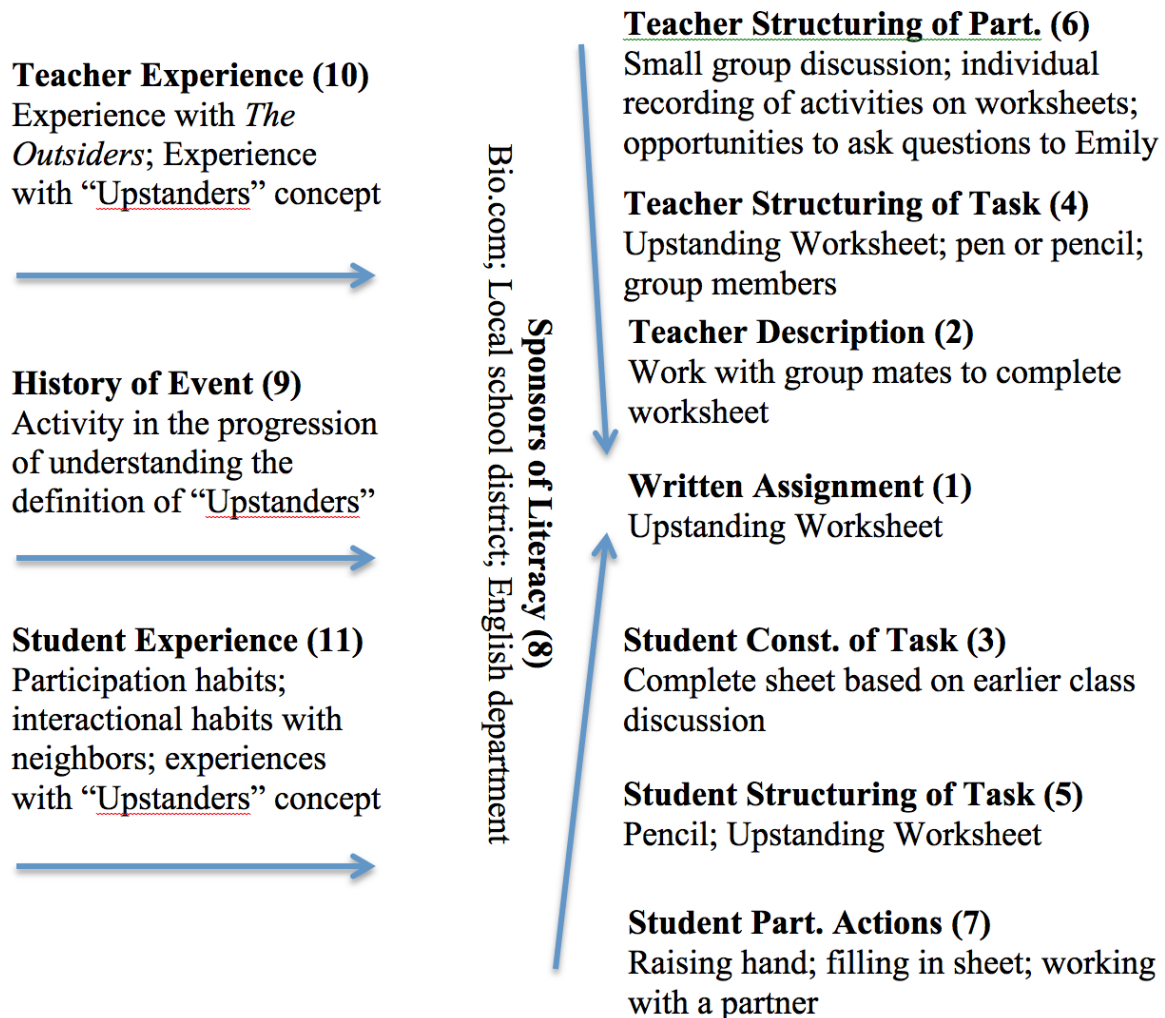 Teacher Experience (10)
Experience with The
Outsiders; Experience
with “Upstanders” concept
History of Event (9)
Activity in the progression
of understanding the
definition of “Upstanders”
Student Experience (11)
Participation habits;
interactional habits with
neighbors; experiences
with “Upstanders” concept
Sponsors of Literacy (8)
Bio.com; Local school district; English department
Teacher Structuring of Part. (6)
Small group discussion; individual
recording of activities on worksheets;
opportunities to ask questions to Emily
Teacher Structuring of Task (4)
Upstanding Worksheet; pen or pencil;
group members
Teacher Description (2)
Work with group mates to complete
worksheet
Written Assignment (1)
Upstanding Worksheet
Student Const. of Task (3)
Complete sheet based on earlier class
discussion
Student Structuring of Task (5)
Pencil; Upstanding Worksheet
Student Part. Actions (7)
Raising hand; filling in sheet; working
with a partner